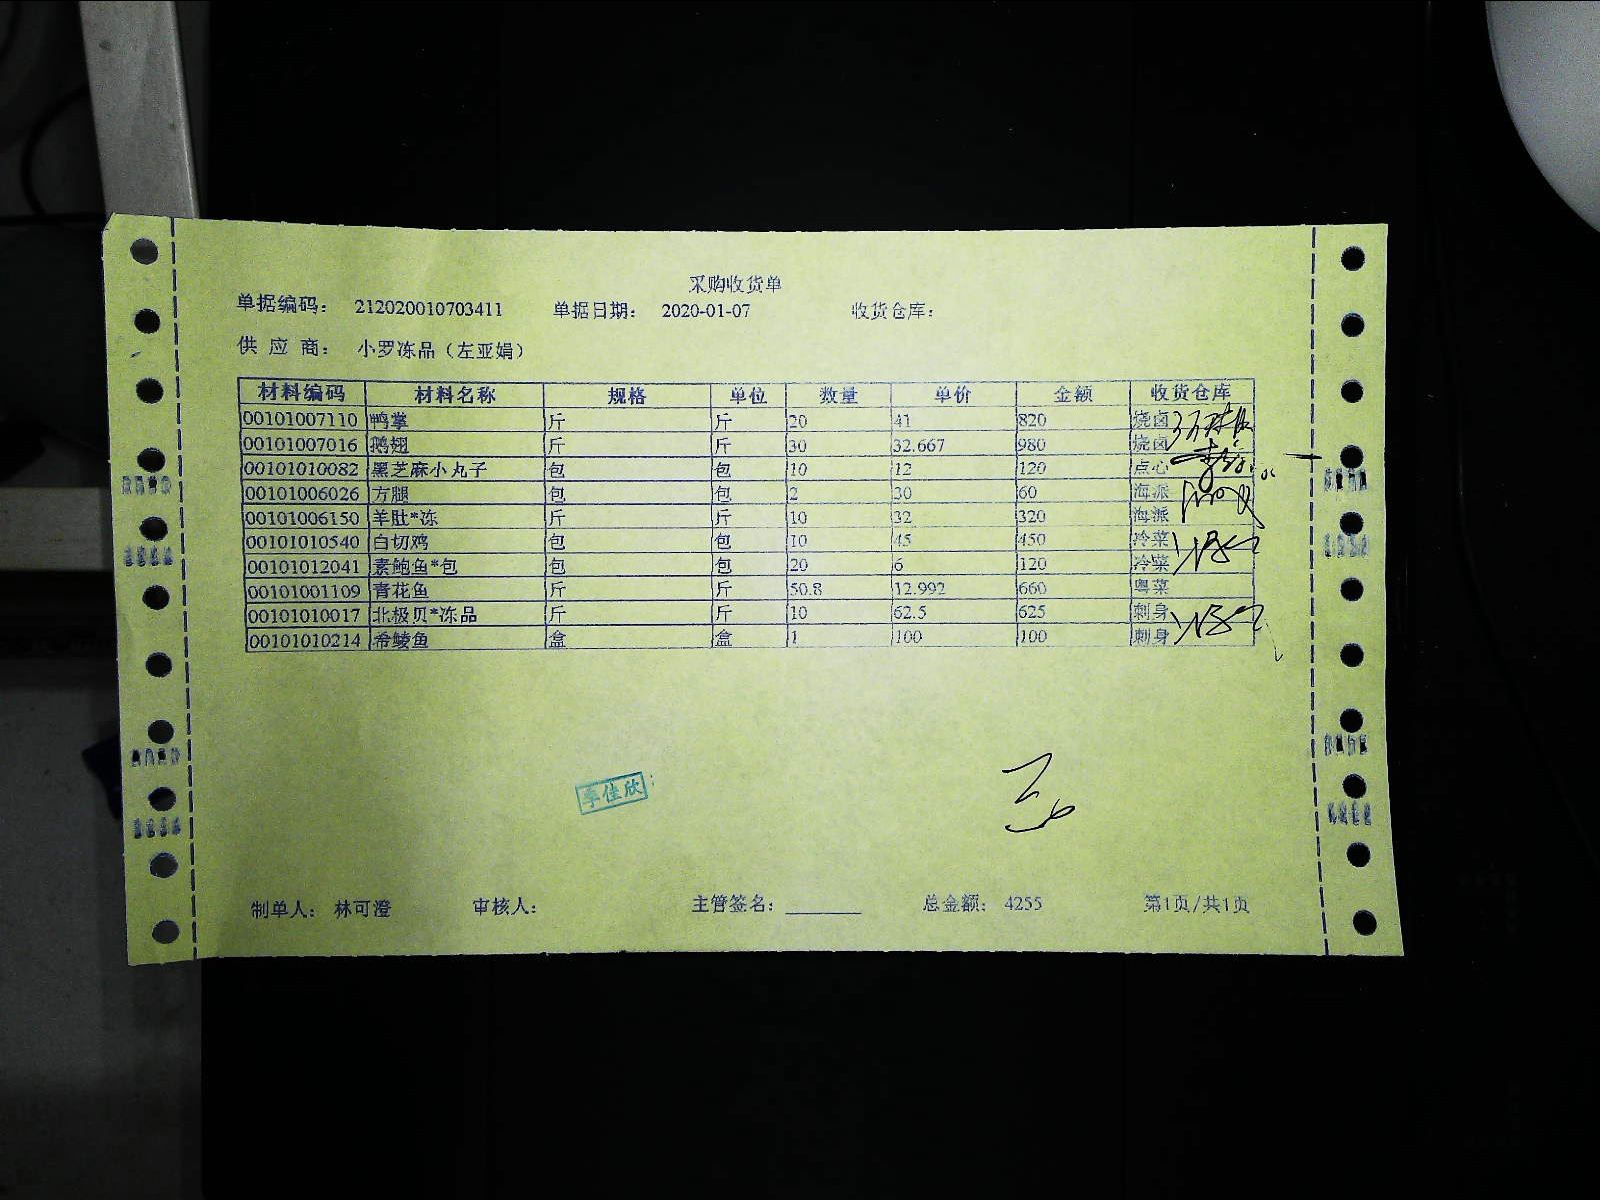 采购收货单
单据编码： 212020010703411 单据日期： 2020-01-07 收货仓库：
供 应 商： 小罗冻品（左亚娟）
材料编码 材料名称 规格 单位 数量 单价 金额 收货仓库
00101007110 鸭掌 斤 斤 20 41 820 烧卤
00101007016 鹅翅 斤 斤 30 32.667 980 烧卤
00101010082 黑芝麻小丸子 包 包 10 12 120 点心
00101006026 方腿 包 包 2 30 60 海派
00101006150 羊肚*冻 斤 斤 10 32 320 海派
00101010540 白切鸡 包 包 10 45 450 冷菜
00101012041 素鲍鱼*包 包 包 20 6 120 冷菜
00101001109 青花鱼 斤 斤 50.8 12.992 660 粤菜
00101010017 北极贝*冻品 斤 斤 10 62.5 625 刺身
00101010214 希鲮鱼 盒 盒 1 100 100 刺身
李佳欣
制单人： 林可澄 审核人： 主管签名： 总金额： 4255 第1页/共1页